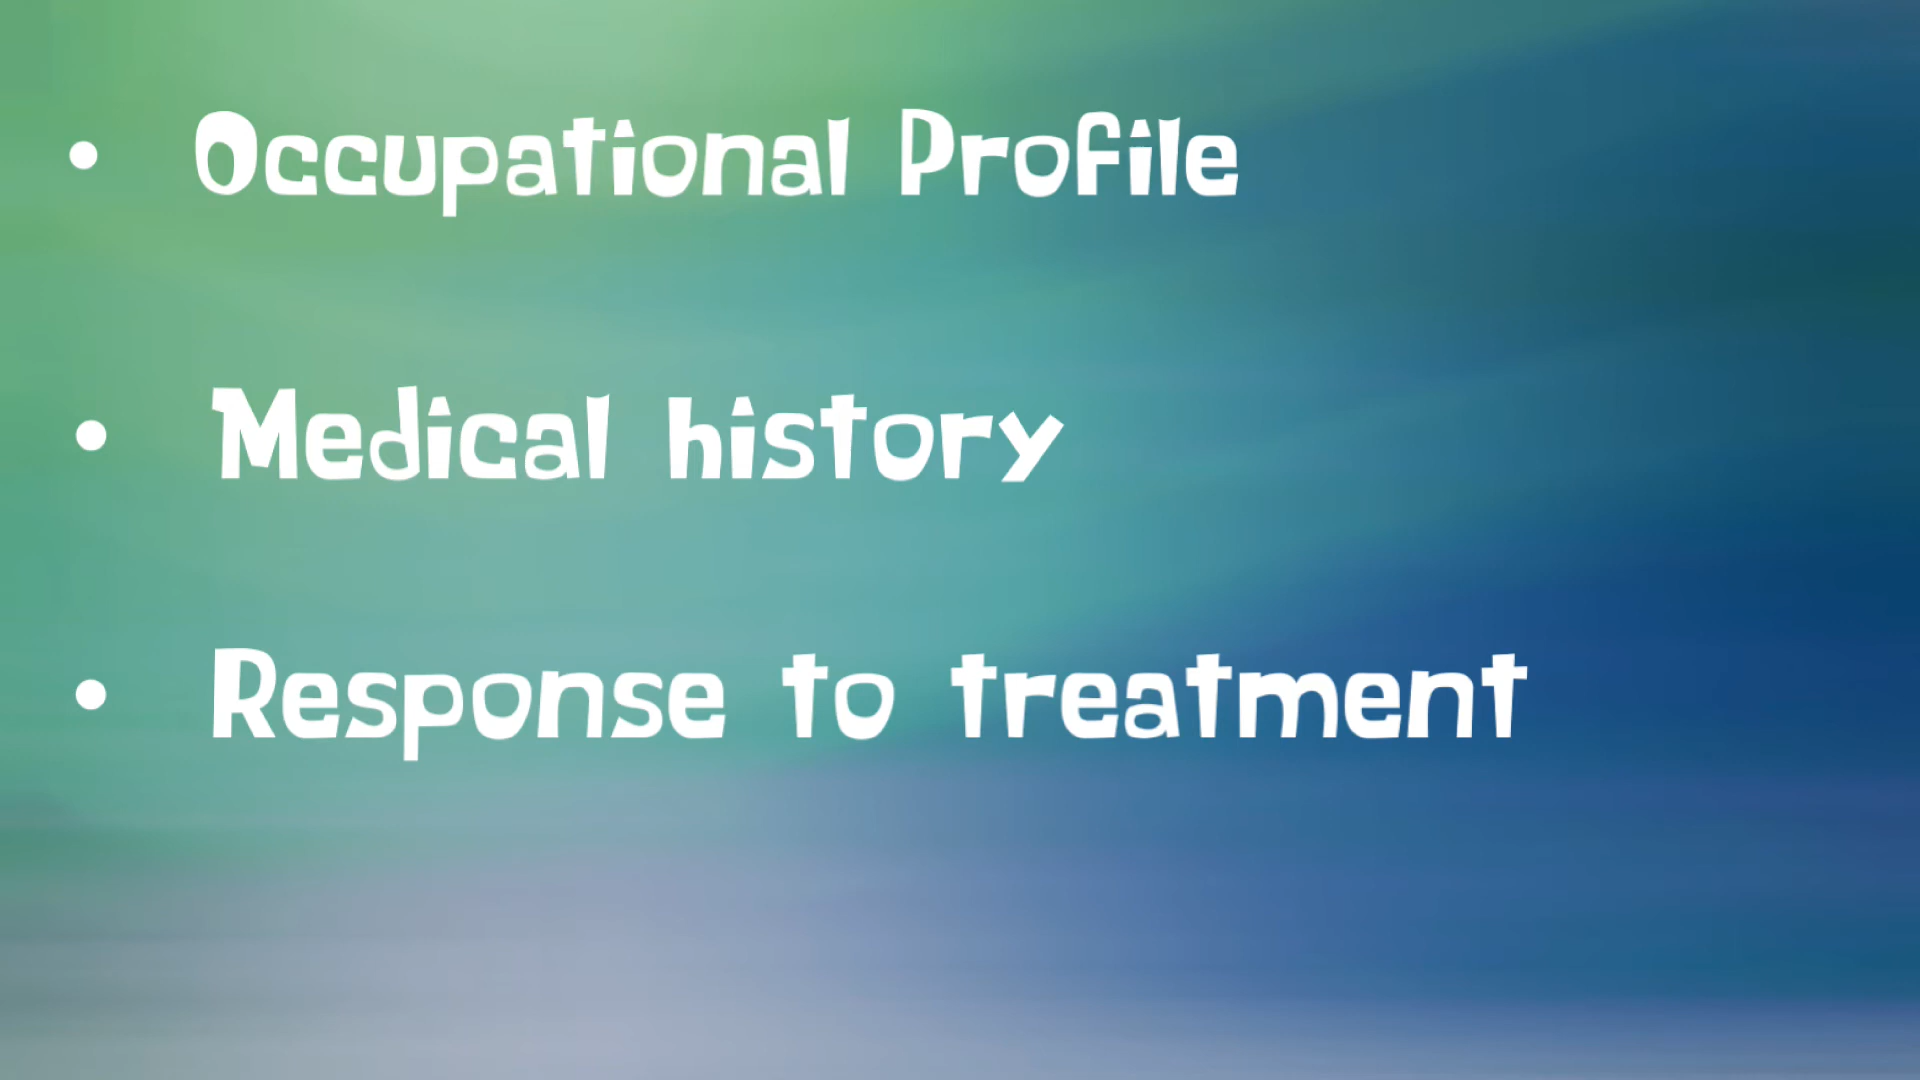 • Occupational Profile
• Medical history
• Response to treatment